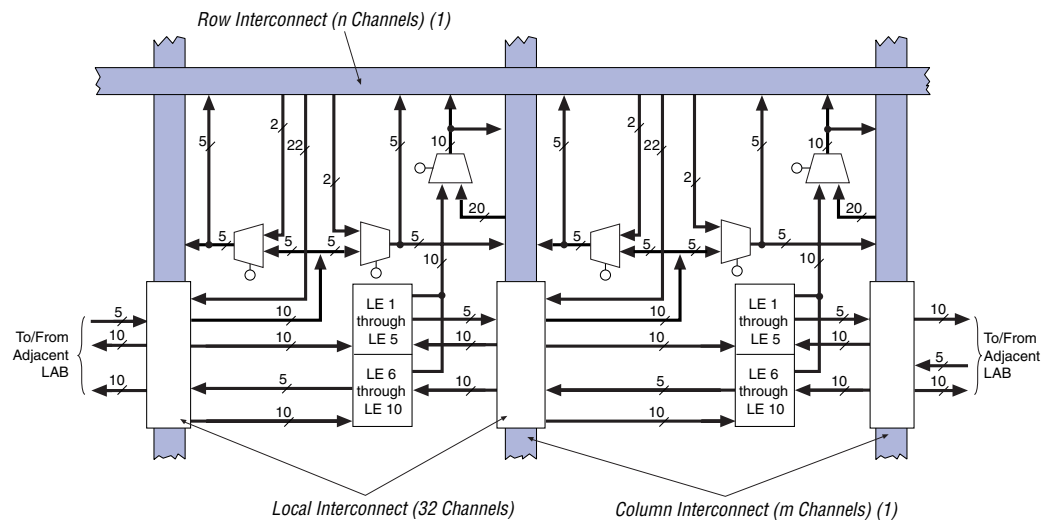 Row Interconnect (n Channels) (1)
10
5
2
22
2
5
5
5
5
5
20
10
10
5
2
22
2
5
5
5
5
5
20
10
10
LE 1
through
LE 5
LE 6
through
LE 10
LE 1
through
LE 5
LE 6
through
LE 10
To/From
Adjacent
LAB
5
10
10
10
10
5
10
5
10
10
10
10
5
10
5
10
10
10
5
10
To/From
Adjacent
LAB
Local Interconnect (32 Channels)
Column Interconnect (m Channels) (1)